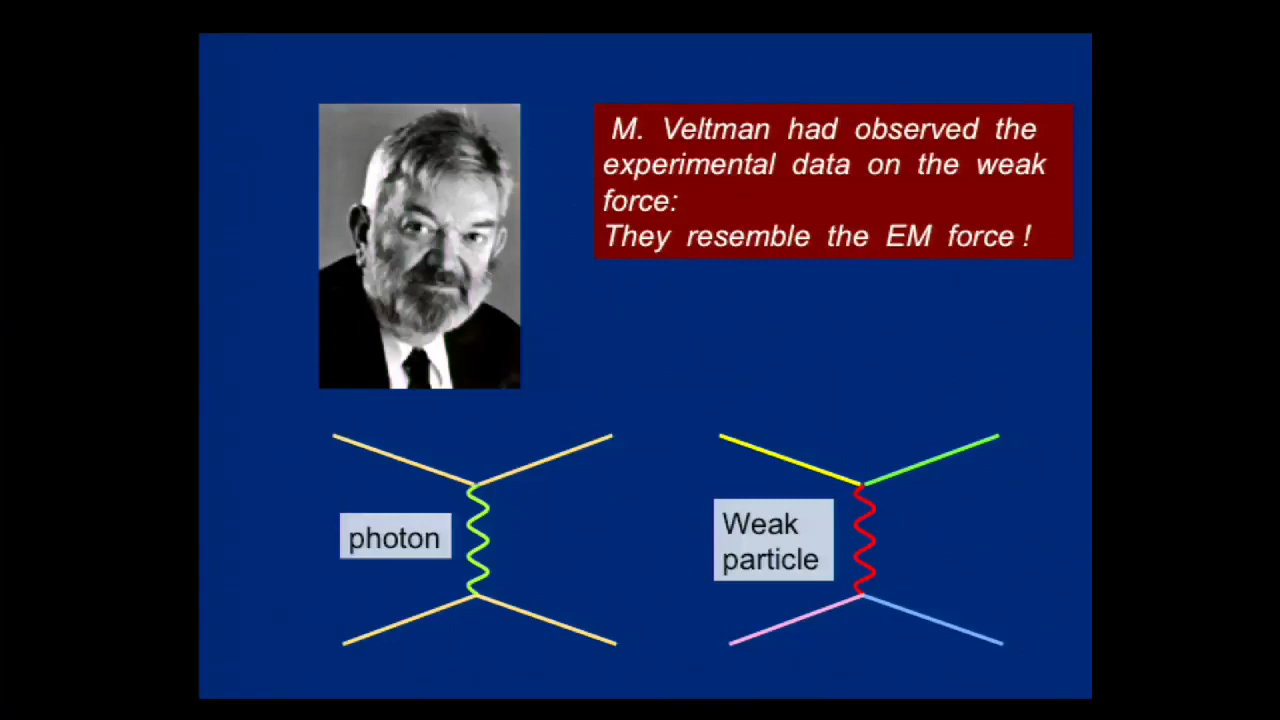 M. Veltman had observed the
experimental data on the weak
force:
They resemble the EM force !
photon
Weak
particle